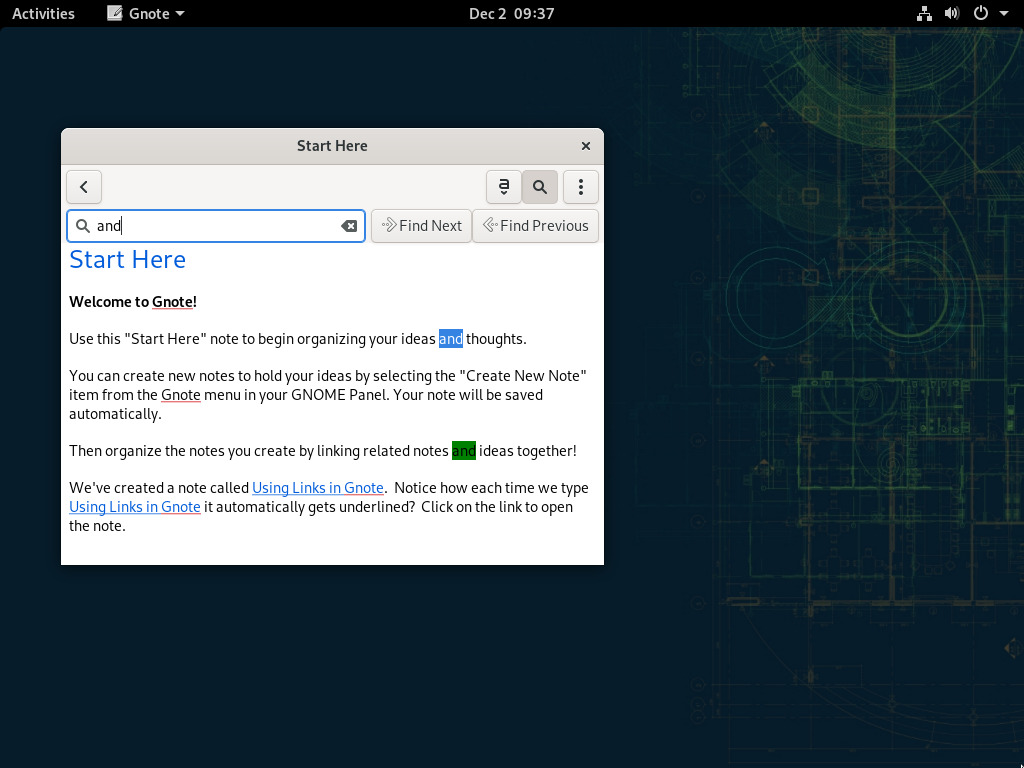 Activities Gnote Dec 2 09:37
Start Here
a
and Find Next Find Previous
Start Here
Welcome to Gnote!
Use this "Start Here" note to begin organizing your ideas and thoughts.
You can create new notes to hold your ideas by selecting the "Create New Note"
item from the Gnote menu in your GNOME Panel. Your note will be saved
automatically.
Then organize the notes you create by linking related notes and ideas together!
We've created a note called Using Links in Gnote. Notice how each time we type
Using Links in Gnote it automatically gets underlined? Click on the link to open
the note.